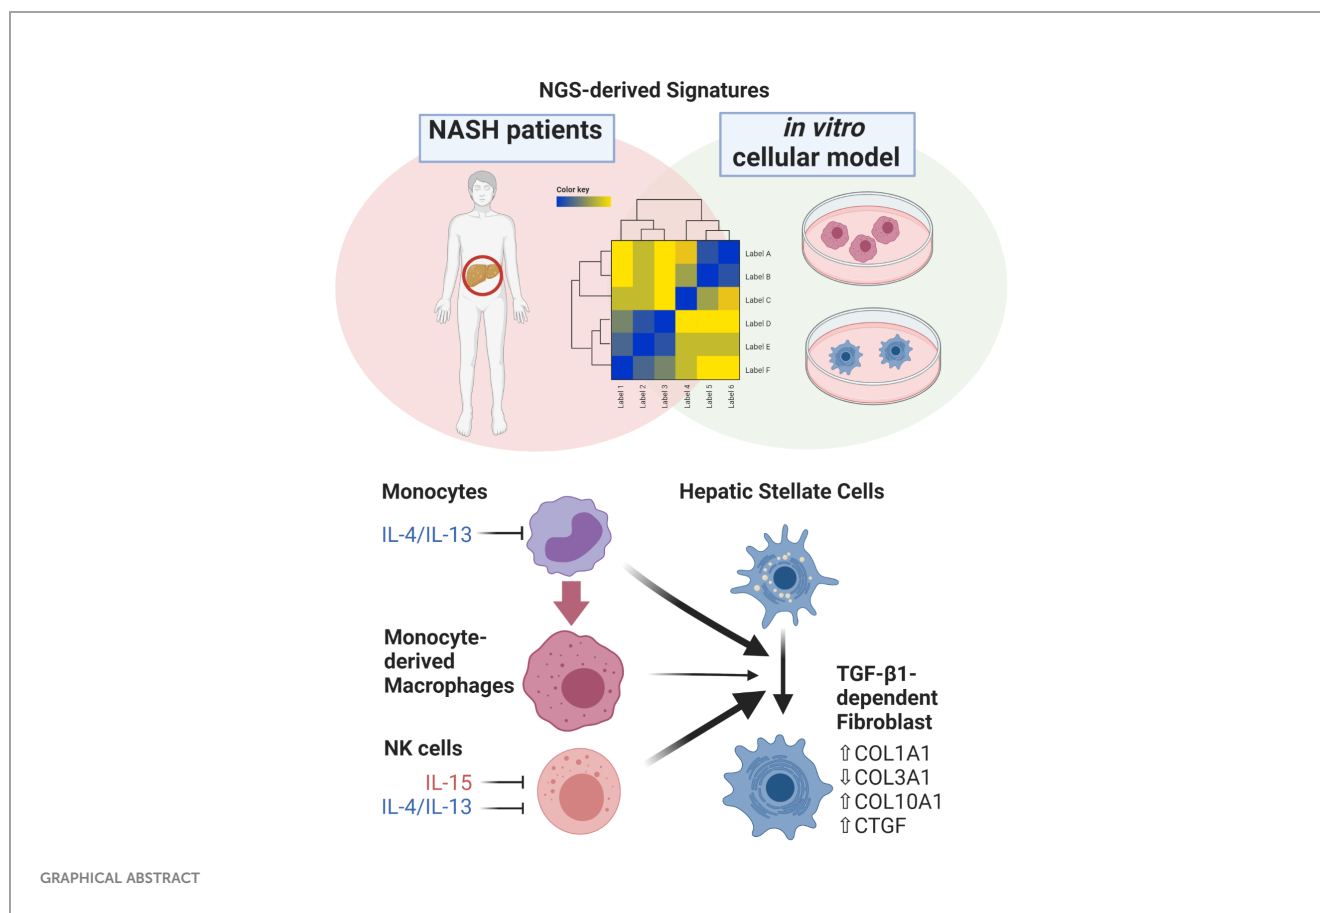 NGS-derived Signatures
NASH patients
in vitro
cellular model
Color key
Label A
Label B
Label C
Label D
Label E
Label F
Label 1
Label 2
Label 3
Label 4
Label 5
Label 6
Monocytes
IL-4/IL-13
Hepatic Stellate Cells
Monocyte-
derived
Macrophages
TGF-β1-
dependent
Fibroblast
NK cells
IL-15
IL-4/IL-13
⇧COL1A1
⇩COL3A1
⇧COL10A1
⇧CTGF
GRAPHICAL ABSTRACT